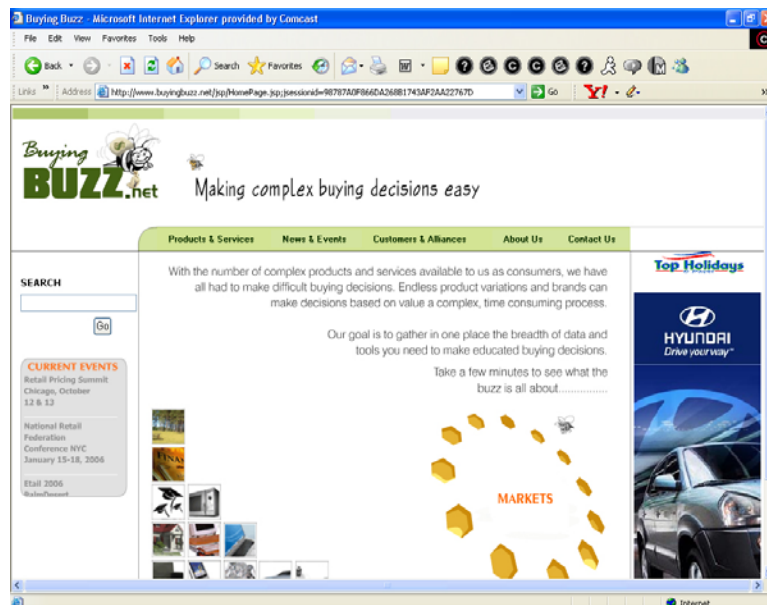 Buying Buzz - Microsoft Internet Explorer provided by Comcast
File Edit View Favorites Tools Help
Back Search Favorites
Links Address http://www.buyingbuzz.net/jsp/HomePage.jsp;jsessionid=98787A0F866DA268B1743AF2AA22767D Go Y!
Buying
BUZZ.net
Making complex buying decisions easy
Products & Services News & Events Customers & Alliances About Us Contact Us
SEARCH
Go
CURRENT EVENTS
Retail Pricing Summit
Chicago, October
12 & 13
National Retail
Federation
Conference NYC
January 15-18, 2006
Etail 2006
PalmDesert
With the number of complex products and services available to us as consumers, we have
all had to make difficult buying decisions. Endless product variations and brands can
make decisions based on value a complex, time consuming process.
Our goal is to gather in one place the breadth of data and
tools you need to make educated buying decisions.
Take a few minutes to see what the
buzz is all about...............
FINA
MARKETS
Top Holidays
HYUNDAI
Drive your way™
Internet